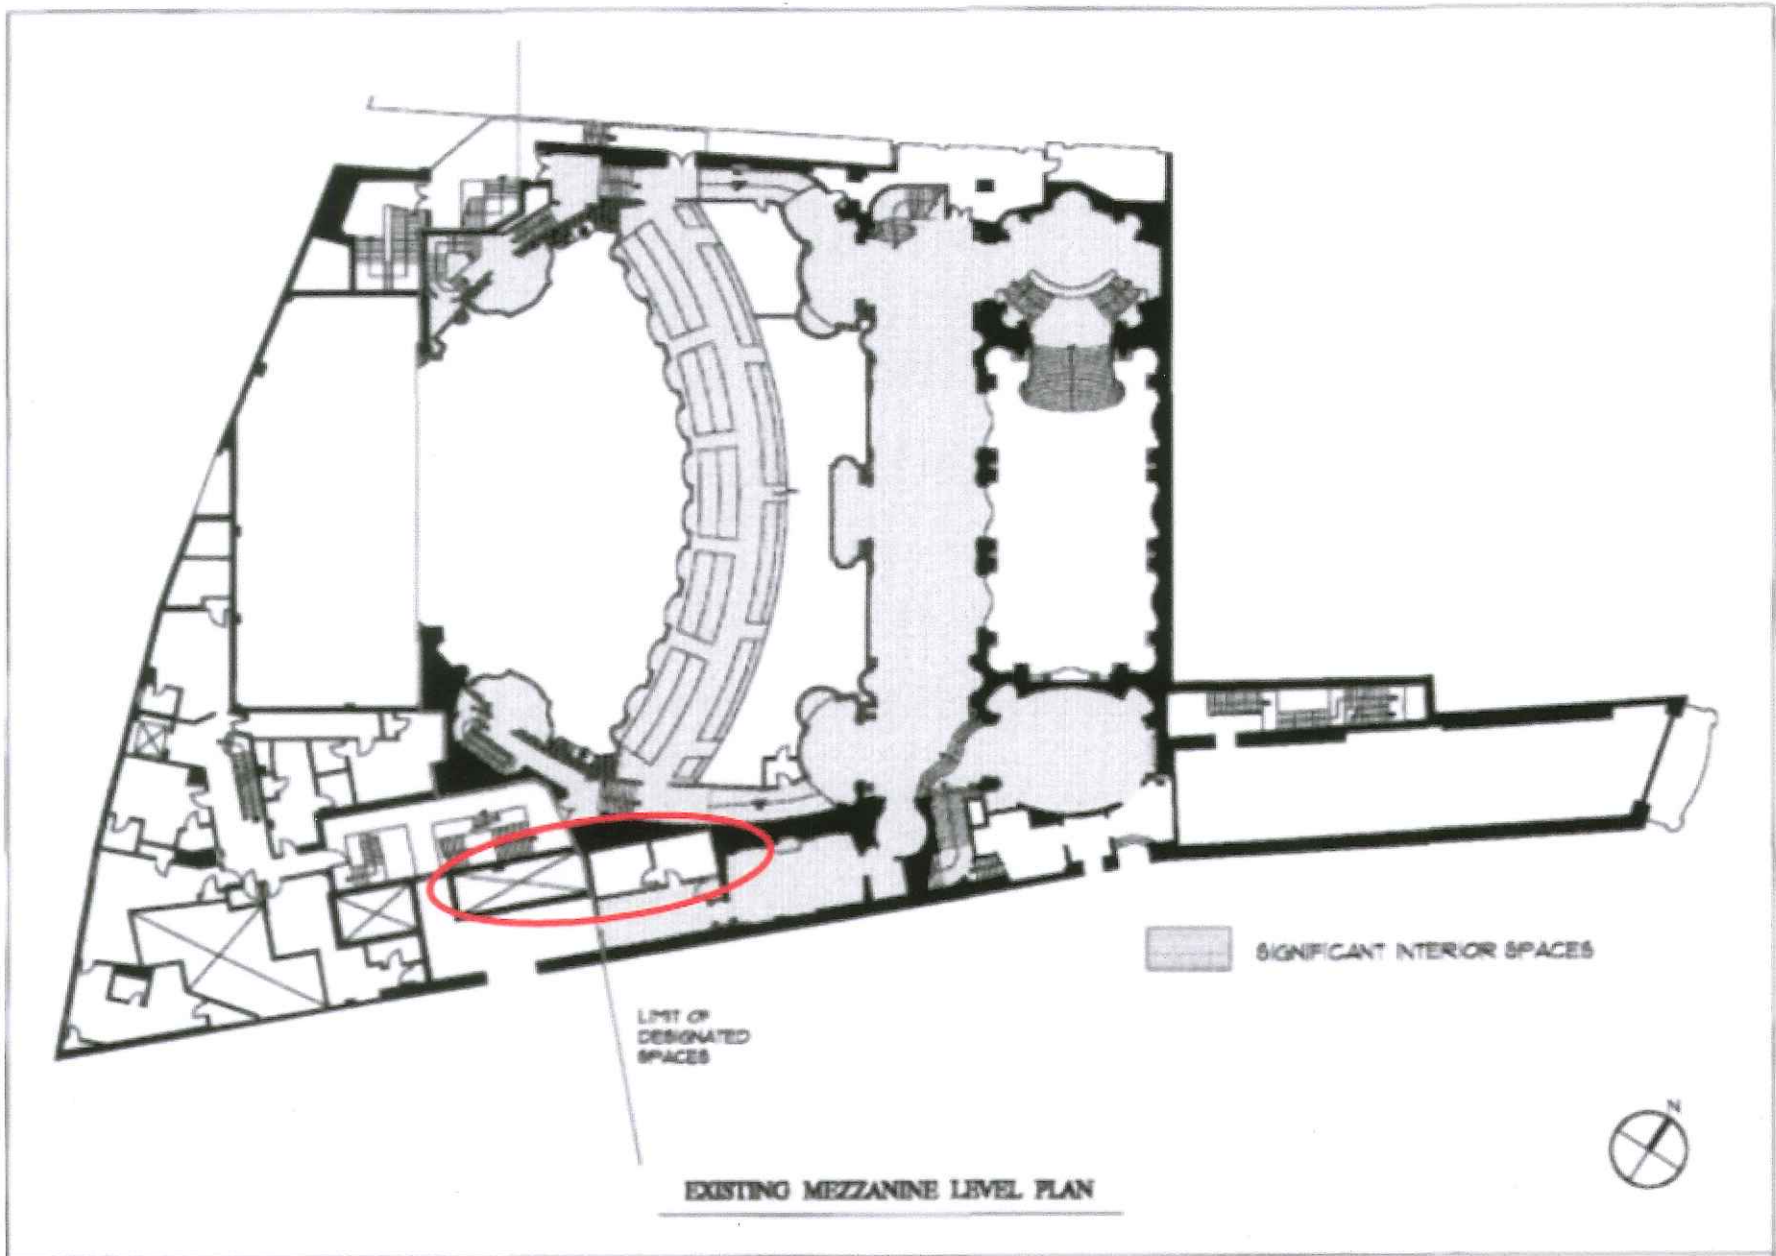 SIGNIFICANT INTERIOR SPACES
LIMIT OF
DESIGNATED
SPACES
N
EXISTING MEZZANINE LEVEL PLAN